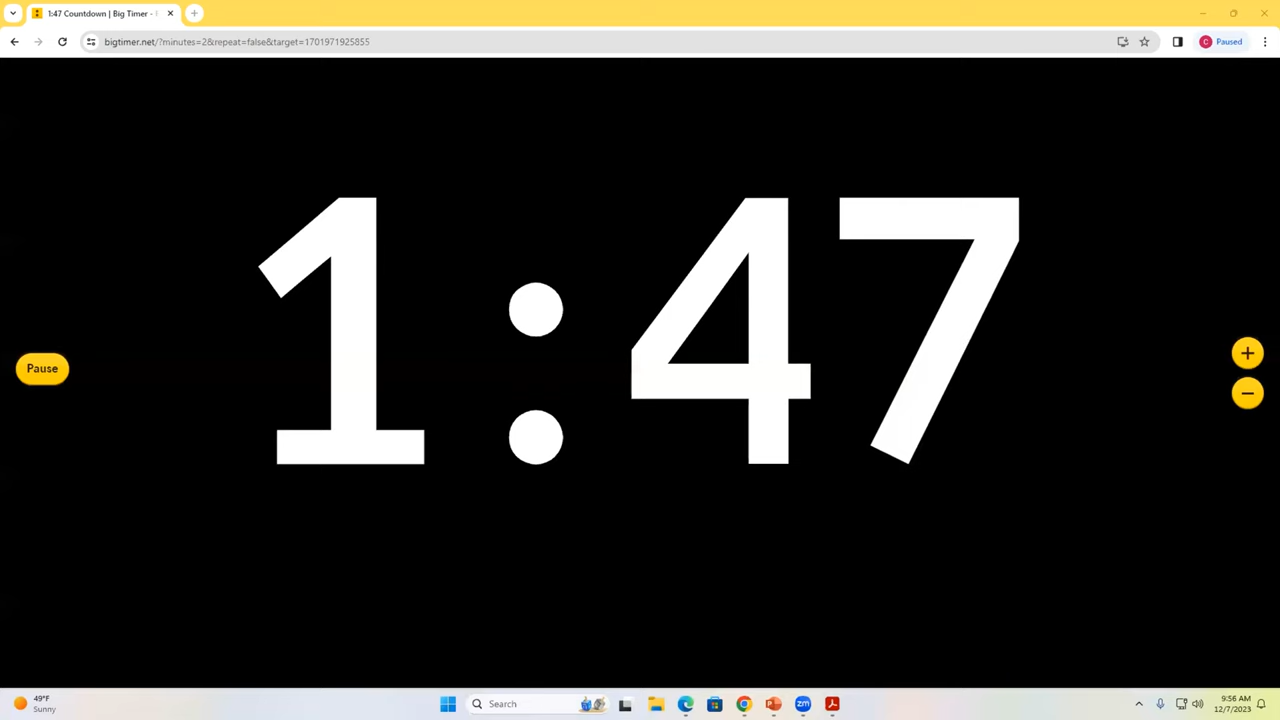 1:47 Countdown | Big Timer -
bigtimer.net/?minutes=2&repeat=false&target=1701971925855
C Paused
1:47
Pause
+
−
49°F
Sunny
Search
zm
9:56 AM
12/7/2023